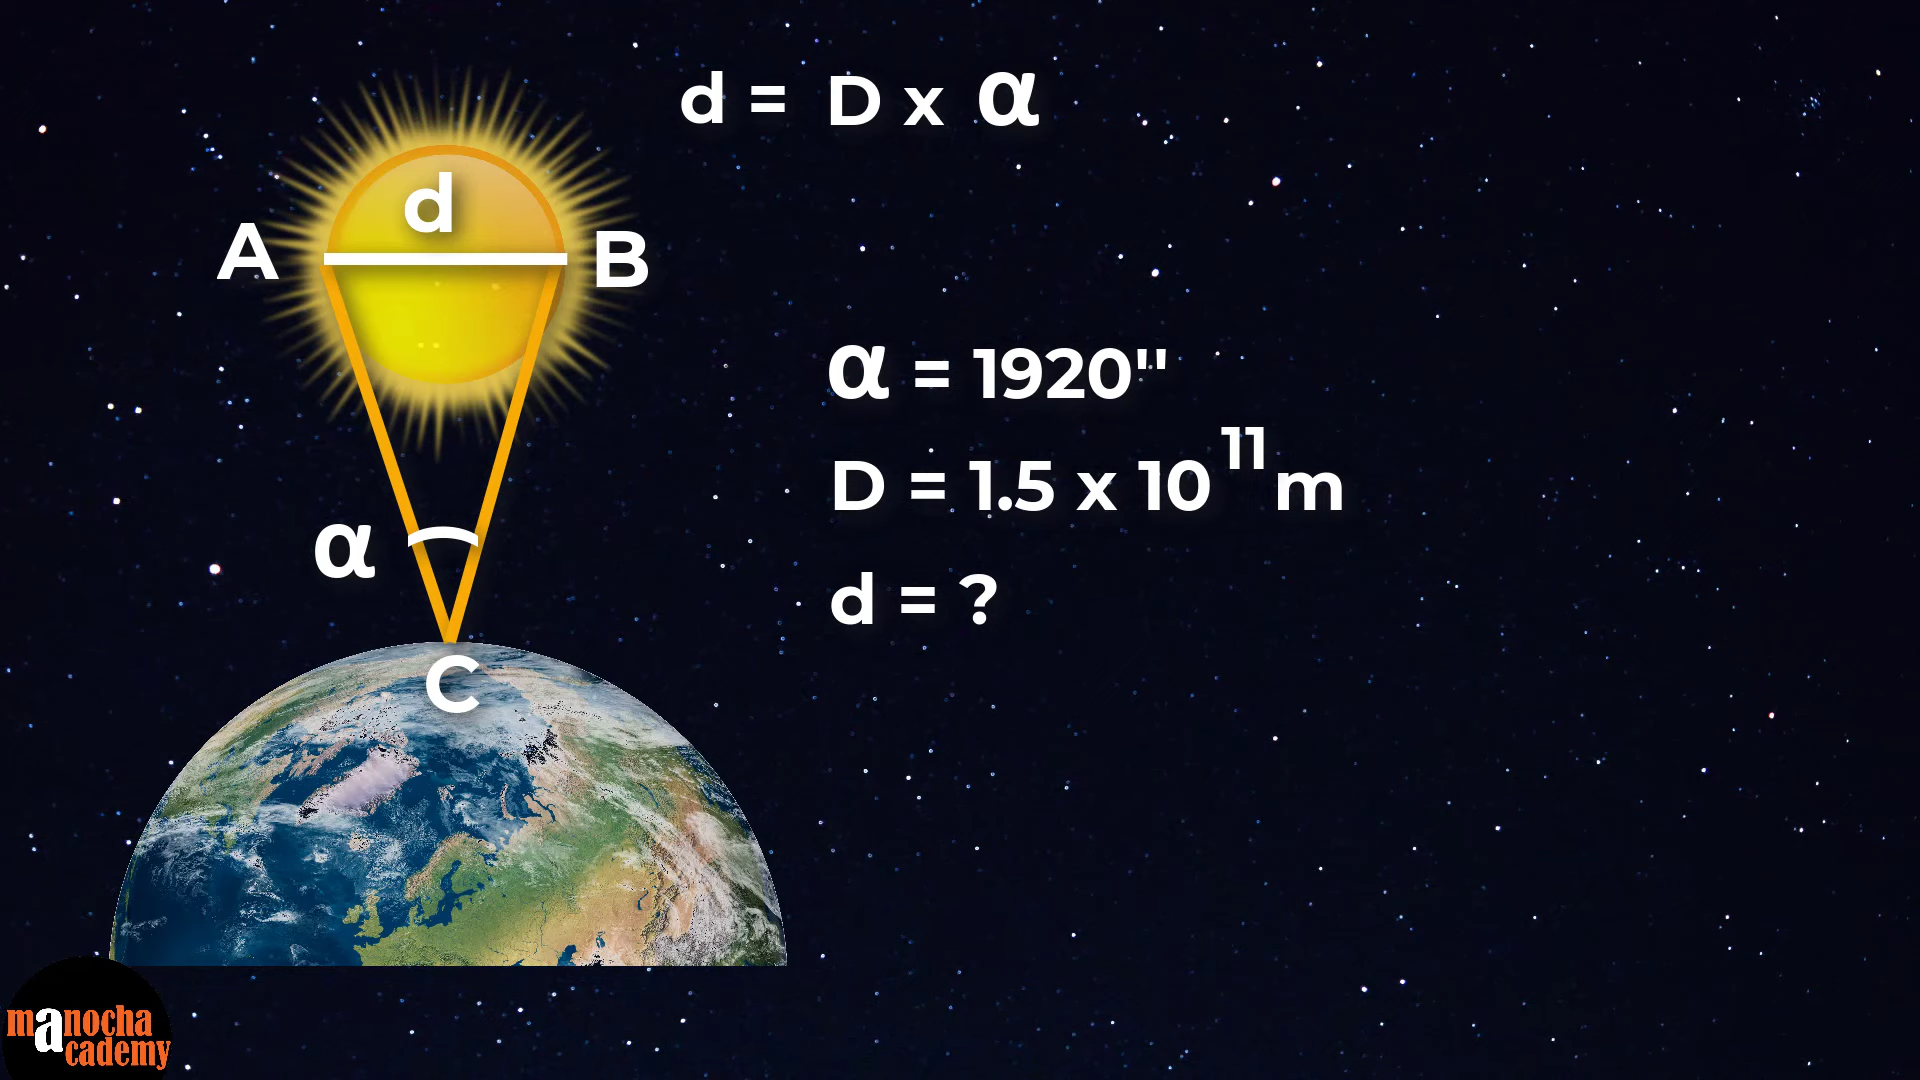 d = D x α
d
A
B
α = 1920"
D = 1.5 x 10¹¹m
α
d = ?
C
manocha
academy